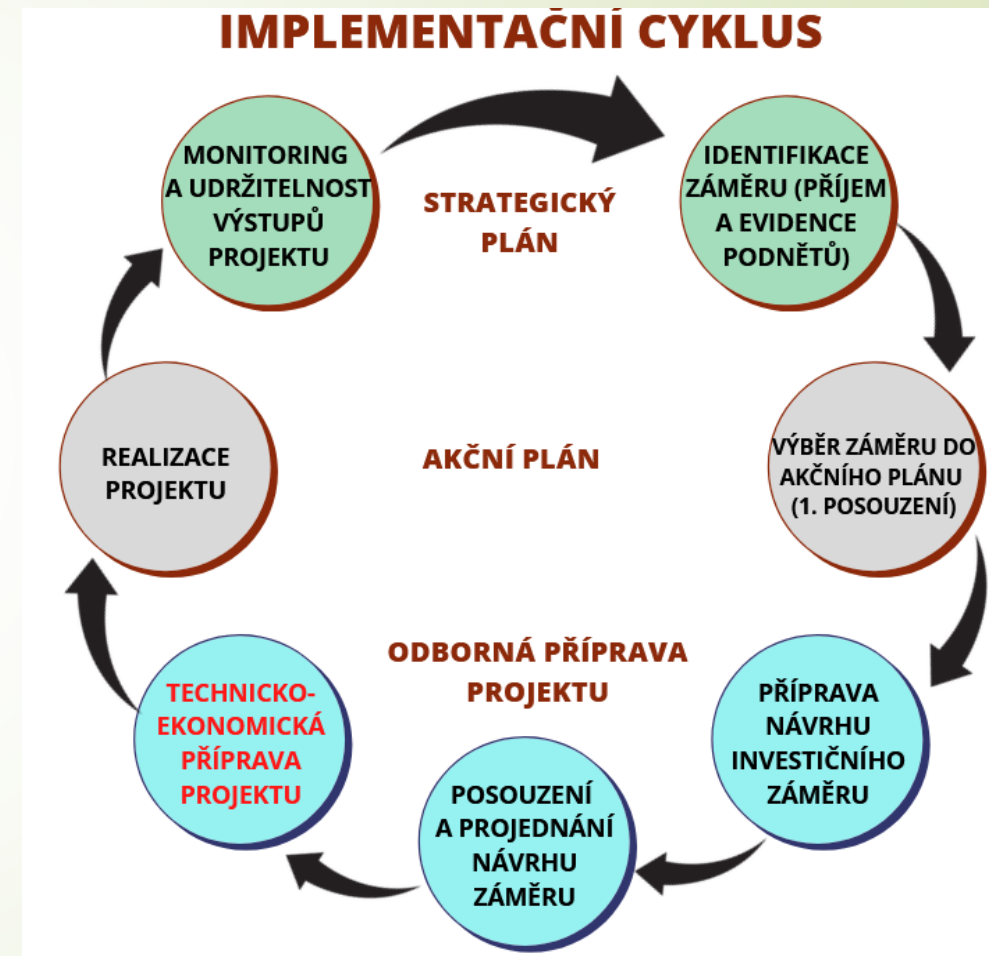 IMPLEMENTAČNÍ CYKLUS
MONITORING
A UDRŽITELNOST
VÝSTUPŮ
PROJEKTU
STRATEGICKÝ
PLÁN
IDENTIFIKACE
ZÁMĚRU (PŘÍJEM
A EVIDENCE
PODNĚTŮ)
REALIZACE
PROJEKTU
AKČNÍ PLÁN
VÝBĚR ZÁMĚRU DO
AKČNÍHO PLÁNU
(1. POSOUZENÍ)
ODBORNÁ PŘÍPRAVA
PROJEKTU
TECHNICKO-
EKONOMICKÁ
PŘÍPRAVA
PROJEKTU
POSOUZENÍ
A PROJEDNÁNÍ
NÁVRHU
ZÁMĚRU
PŘÍPRAVA
NÁVRHU
INVESTIČNÍHO
ZÁMĚRU